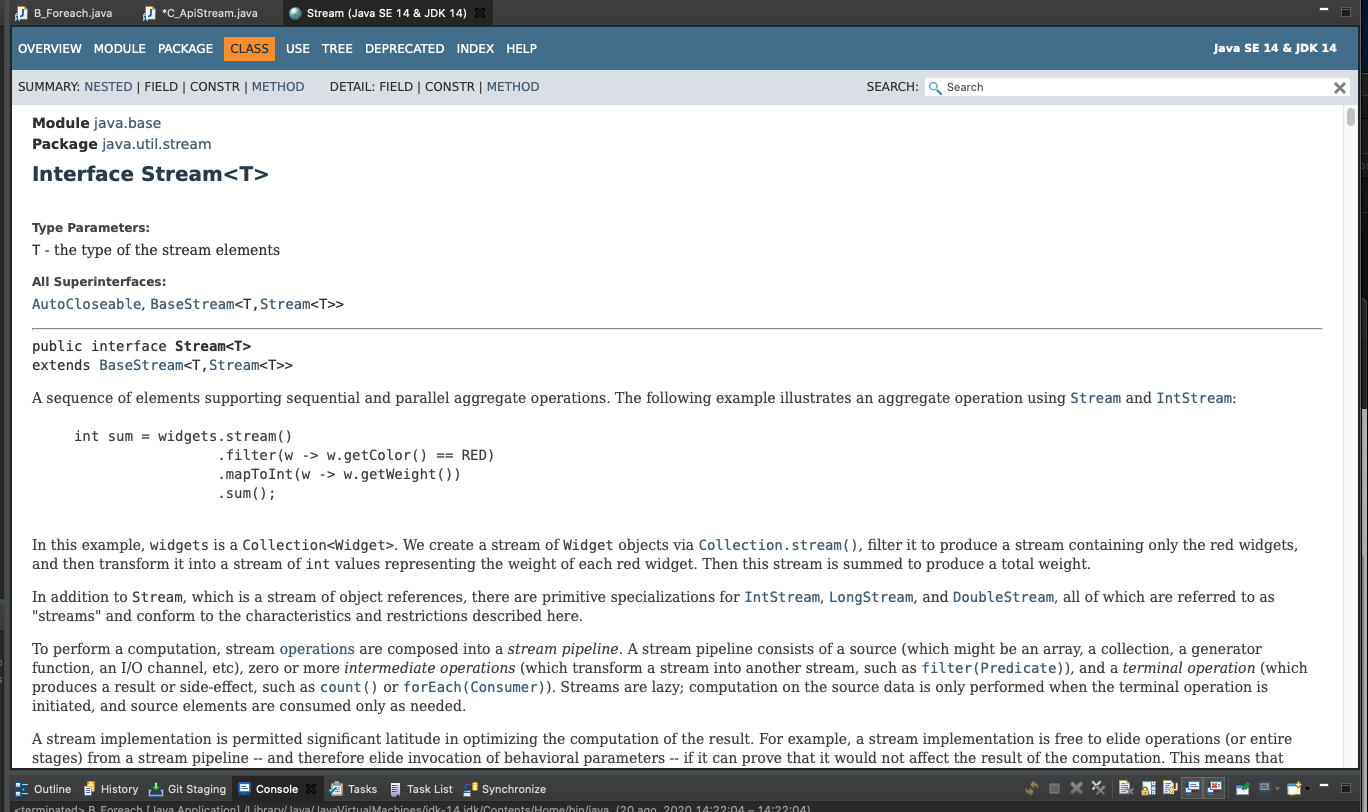 B_Foreach.java *C_ApiStream.java Stream (Java SE 14 & JDK 14)
OVERVIEW MODULE PACKAGE CLASS USE TREE DEPRECATED INDEX HELP Java SE 14 & JDK 14
SUMMARY: NESTED | FIELD | CONSTR | METHOD DETAIL: FIELD | CONSTR | METHOD SEARCH: Search
Module java.base
Package java.util.stream
Interface Stream<T>
Type Parameters:
T - the type of the stream elements
All Superinterfaces:
AutoCloseable, BaseStream<T,Stream<T>>
public interface Stream<T>
extends BaseStream<T,Stream<T>>
A sequence of elements supporting sequential and parallel aggregate operations. The following example illustrates an aggregate operation using Stream and IntStream:
int sum = widgets.stream()
.filter(w -> w.getColor() == RED)
.mapToInt(w -> w.getWeight())
.sum();
In this example, widgets is a Collection<Widget>. We create a stream of Widget objects via Collection.stream(), filter it to produce a stream containing only the red widgets,
and then transform it into a stream of int values representing the weight of each red widget. Then this stream is summed to produce a total weight.
In addition to Stream, which is a stream of object references, there are primitive specializations for IntStream, LongStream, and DoubleStream, all of which are referred to as
"streams" and conform to the characteristics and restrictions described here.
To perform a computation, stream operations are composed into a stream pipeline. A stream pipeline consists of a source (which might be an array, a collection, a generator
function, an I/O channel, etc), zero or more intermediate operations (which transform a stream into another stream, such as filter(Predicate)), and a terminal operation (which
produces a result or side-effect, such as count() or forEach(Consumer)). Streams are lazy; computation on the source data is only performed when the terminal operation is
initiated, and source elements are consumed only as needed.
A stream implementation is permitted significant latitude in optimizing the computation of the result. For example, a stream implementation is free to elide operations (or entire
stages) from a stream pipeline -- and therefore elide invocation of behavioral parameters -- if it can prove that it would not affect the result of the computation. This means that
Outline History Git Staging Console Tasks Task List Synchronize
<terminated> B_Foreach [Java Application] /Library/Java/JavaVirtualMachines/jdk-14.jdk/Contents/Home/bin/java (20 ago. 2020 14:22:04 – 14:22:04)